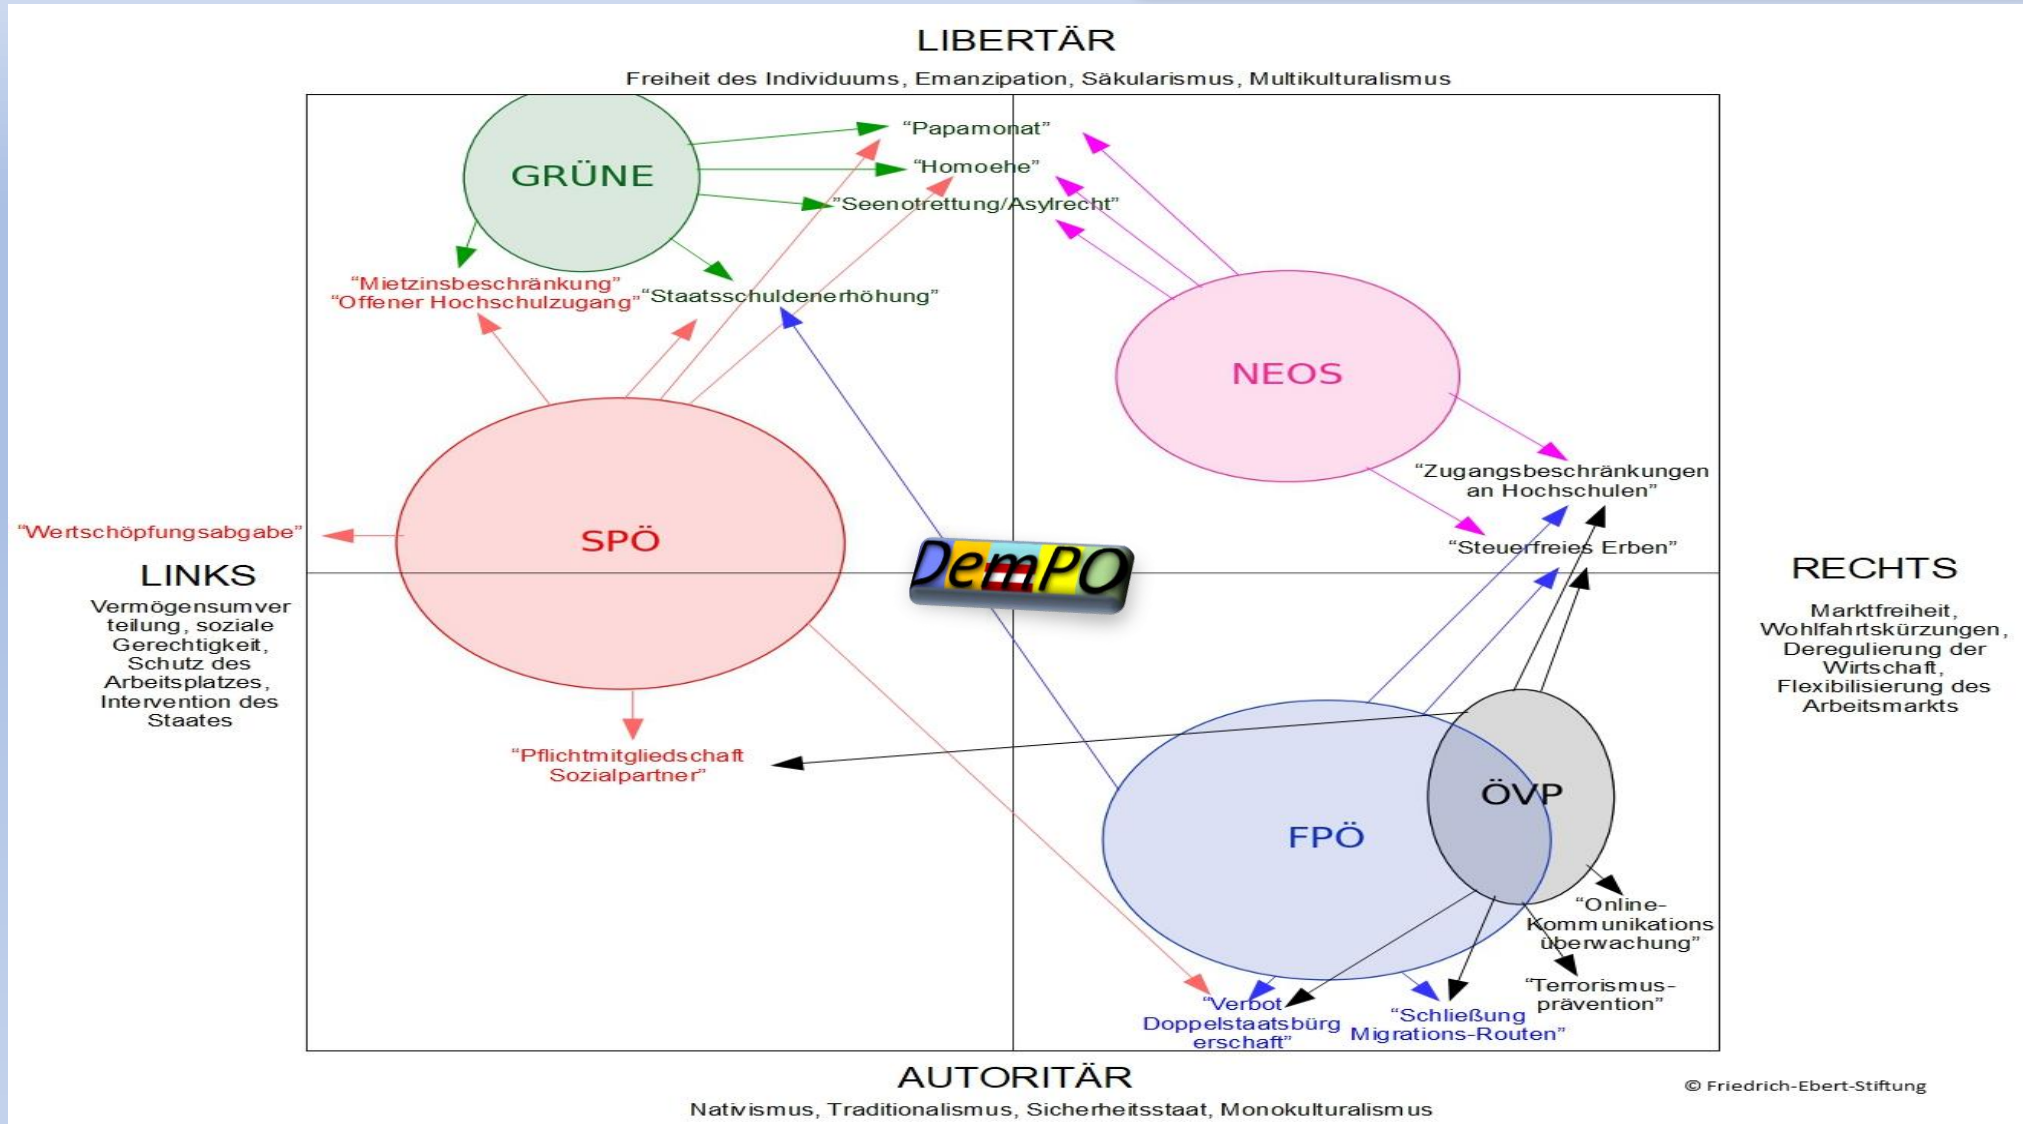 LIBERTÄR
Freiheit des Individuums, Emanzipation, Säkularismus, Multikulturalismus
GRÜNE
“Papamonat”
“Homoehe”
“Seenotrettung/Asylrecht”
“Mietzinsbeschränkung”
“Offener Hochschulzugang”
“Staatsschuldenerhöhung”
NEOS
“Zugangsbeschränkungen
an Hochschulen”
“Steuerfreies Erben”
“Wertschöpfungsabgabe”
SPÖ
DemPO
LINKS
Vermögensumver
teilung, soziale
Gerechtigkeit,
Schutz des
Arbeitsplatzes,
Intervention des
Staates
RECHTS
Marktfreiheit,
Wohlfahrtskürzungen,
Deregulierung der
Wirtschaft,
Flexibilisierung des
Arbeitsmarkts
“Pflichtmitgliedschaft
Sozialpartner”
ÖVP
FPÖ
“Online-
Kommunikations
überwachung”
“Terrorismus-
prävention”
“Verbot
Doppelstaatsbürg
erschaft”
“Schließung
Migrations-Routen”
AUTORITÄR
Nativismus, Traditionalismus, Sicherheitsstaat, Monokulturalismus
© Friedrich-Ebert-Stiftung